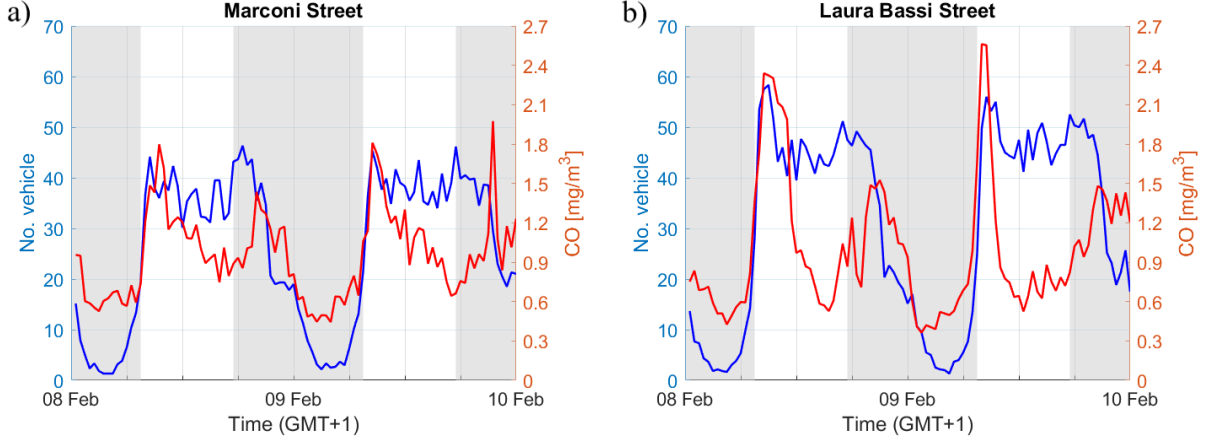 a)
Marconi Street
70
60
50
40
30
20
10
0
No. vehicle
2.7
2.4
2.1
1.8
1.5
1.2
0.9
0.6
0.3
0
CO [mg/m³]
08 Feb
09 Feb
10 Feb
Time (GMT+1)
b)
Laura Bassi Street
70
60
50
40
30
20
10
0
No. vehicle
2.7
2.4
2.1
1.8
1.5
1.2
0.9
0.6
0.3
0
CO [mg/m³]
08 Feb
09 Feb
10 Feb
Time (GMT+1)